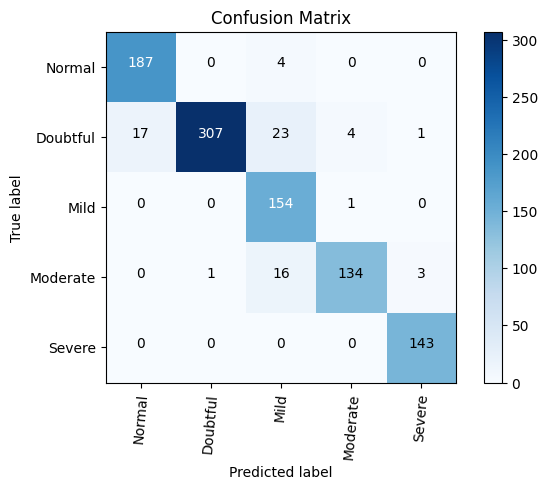 Confusion Matrix
Normal 187 0 4 0 0
Doubtful 17 307 23 4 1
Mild 0 0 154 1 0
Moderate 0 1 16 134 3
Severe 0 0 0 0 143
Normal Doubtful Mild Moderate Severe
Predicted label
True label
300
250
200
150
100
50
0